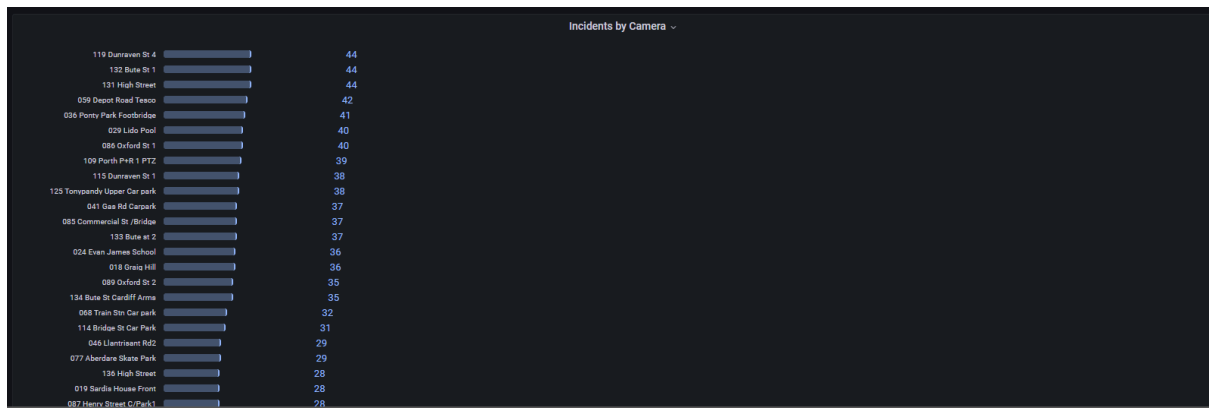 Incidents by Camera
119 Dunraven St 4 44
132 Bute St 1 44
131 High Street 44
059 Depot Road Tesco 42
036 Ponty Park Footbridge 41
029 Lido Pool 40
086 Oxford St 1 40
109 Porth P+R 1 PTZ 39
115 Dunraven St 1 38
125 Tonypandy Upper Car park 38
041 Gas Rd Carpark 37
085 Commercial St /Bridge 37
133 Bute st 2 37
024 Evan James School 36
018 Graig Hill 36
089 Oxford St 2 35
134 Bute St Cardiff Arms 35
068 Train Stn Car park 32
114 Bridge St Car Park 31
046 Llantrisant Rd2 29
077 Aberdare Skate Park 29
136 High Street 28
019 Sardis House Front 28
087 Henry Street C/Park1 28